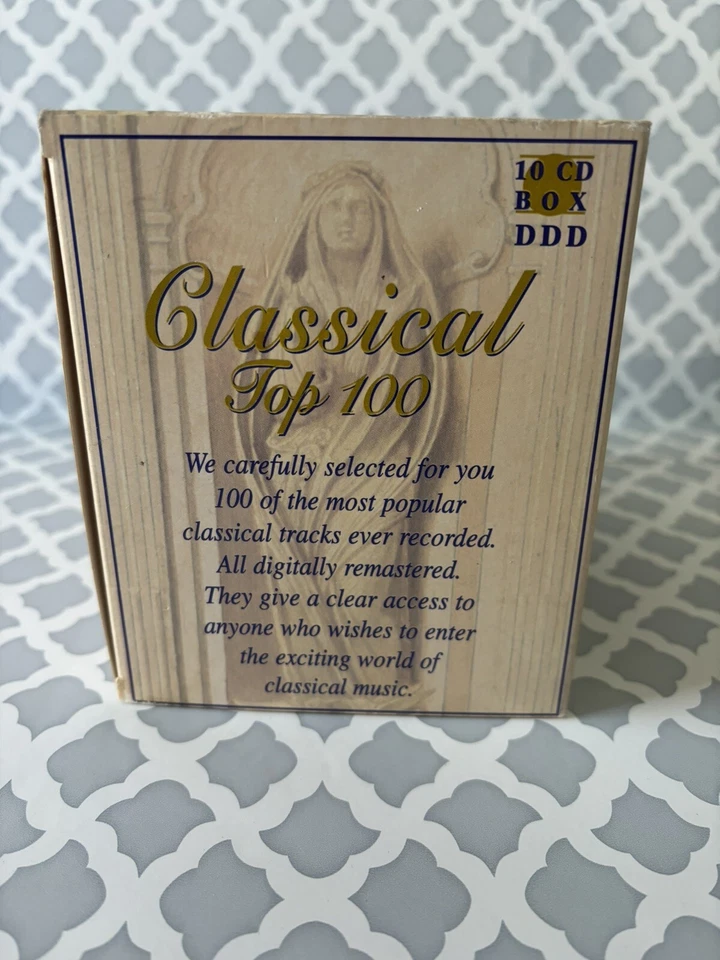 10 CD
BOX
DDD
Classical
Top 100
We carefully selected for you
100 of the most popular
classical tracks ever recorded.
All digitally remastered.
They give a clear access to
anyone who wishes to enter
the exciting world of
classical music.